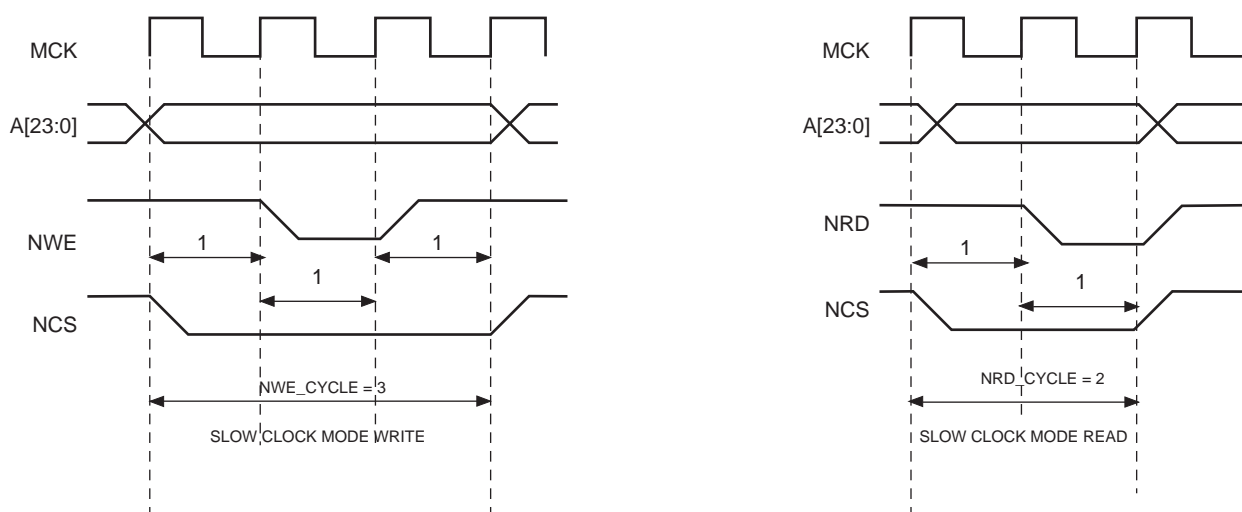 MCK
A[23:0]
NWE
1
1
1
NCS
NWE_CYCLE = 3
SLOW CLOCK MODE WRITE
MCK
A[23:0]
NRD
1
1
NCS
NRD_CYCLE = 2
SLOW CLOCK MODE READ